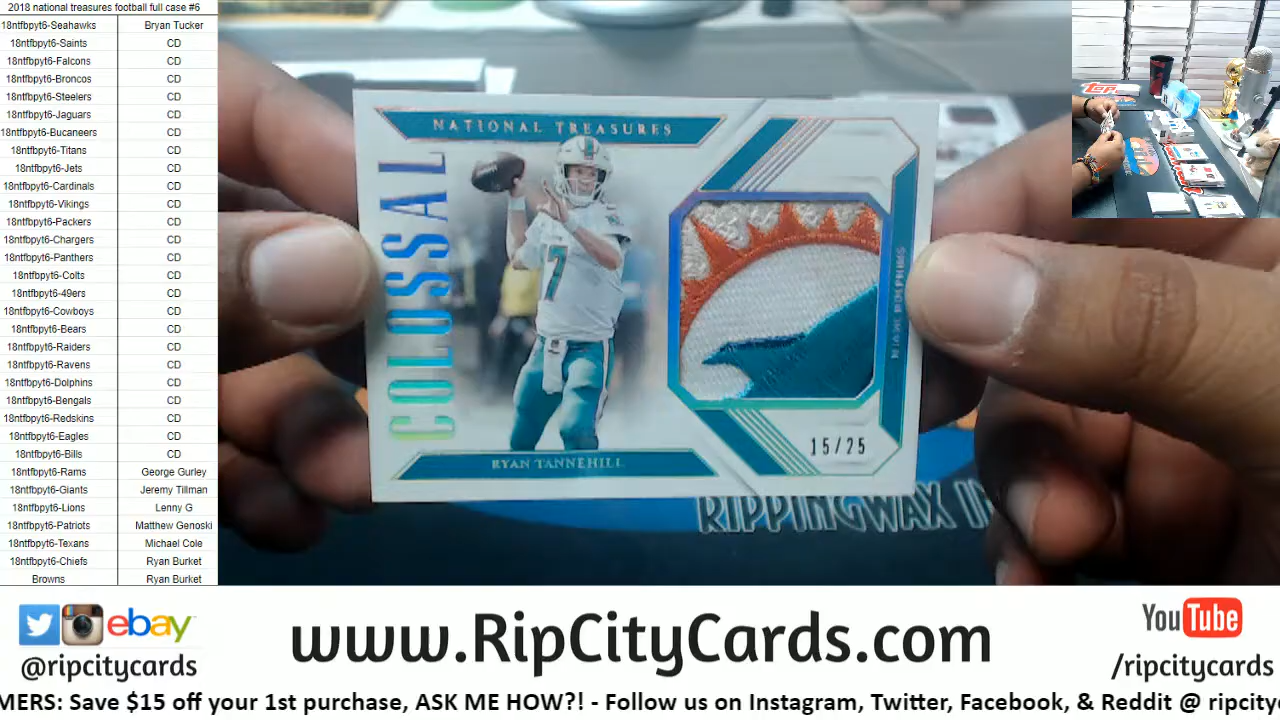 2018 national treasures football full case #6
18ntfbpyt6-Seahawks Bryan Tucker
18ntfbpyt6-Saints CD
18ntfbpyt6-Falcons CD
18ntfbpyt6-Broncos CD
18ntfbpyt6-Steelers CD
18ntfbpyt6-Jaguars CD
18ntfbpyt6-Bucaneers CD
18ntfbpyt6-Titans CD
18ntfbpyt6-Jets CD
18ntfbpyt6-Cardinals CD
18ntfbpyt6-Vikings CD
18ntfbpyt6-Packers CD
18ntfbpyt6-Chargers CD
18ntfbpyt6-Panthers CD
18ntfbpyt6-Colts CD
18ntfbpyt6-49ers CD
18ntfbpyt6-Cowboys CD
18ntfbpyt6-Bears CD
18ntfbpyt6-Raiders CD
18ntfbpyt6-Ravens CD
18ntfbpyt6-Dolphins CD
18ntfbpyt6-Bengals CD
18ntfbpyt6-Redskins CD
18ntfbpyt6-Eagles CD
18ntfbpyt6-Bills CD
18ntfbpyt6-Rams George Gurley
18ntfbpyt6-Giants Jeremy Tillman
18ntfbpyt6-Lions Lenny G
18ntfbpyt6-Patriots Matthew Genoski
18ntfbpyt6-Texans Michael Cole
18ntfbpyt6-Chiefs Ryan Burket
Browns Ryan Burket
NATIONAL TREASURES
COLOSSAL
7
MIAMI DOLPHINS
15/25
RYAN TANNEHILL
RIPPINGWAX IN
topps
ebay
@ripcitycards
www.RipCityCards.com
YouTube
/ripcitycards
MERS: Save $15 off your 1st purchase, ASK ME HOW?! - Follow us on Instagram, Twitter, Facebook, & Reddit @ ripcity